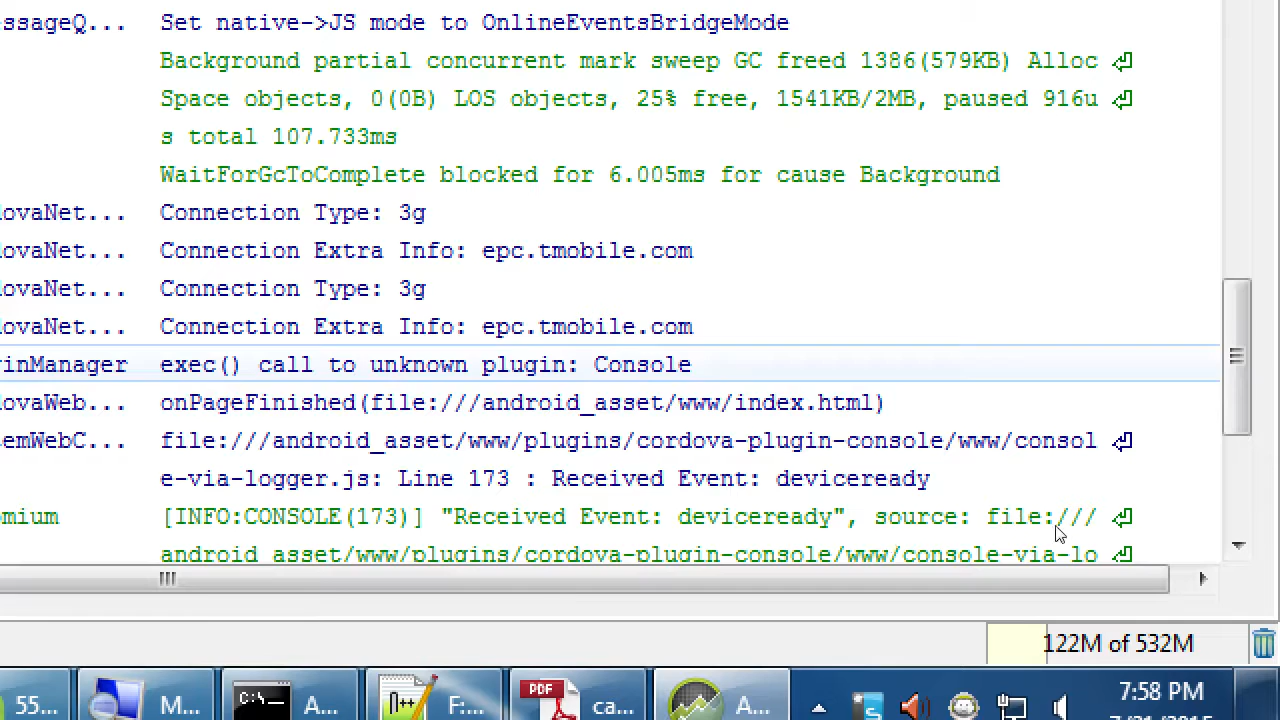 ssageQ... Set native->JS mode to OnlineEventsBridgeMode
Background partial concurrent mark sweep GC freed 1386(579KB) Alloc
Space objects, 0(0B) LOS objects, 25% free, 1541KB/2MB, paused 916u
s total 107.733ms
WaitForGcToComplete blocked for 6.005ms for cause Background
lovaNet... Connection Type: 3g
lovaNet... Connection Extra Info: epc.tmobile.com
lovaNet... Connection Type: 3g
lovaNet... Connection Extra Info: epc.tmobile.com
inManager exec() call to unknown plugin: Console
lovaWeb... onPageFinished(file:///android_asset/www/index.html)
emWebC... file:///android_asset/www/plugins/cordova-plugin-console/www/consol
e-via-logger.js: Line 173 : Received Event: deviceready
omium [INFO:CONSOLE(173)] "Received Event: deviceready", source: file:///
android_asset/www/plugins/cordova-plugin-console/www/console-via-lo
122M of 532M
55... M... C:\_ A... N++ F:... PDF ca... A... 7:58 PM